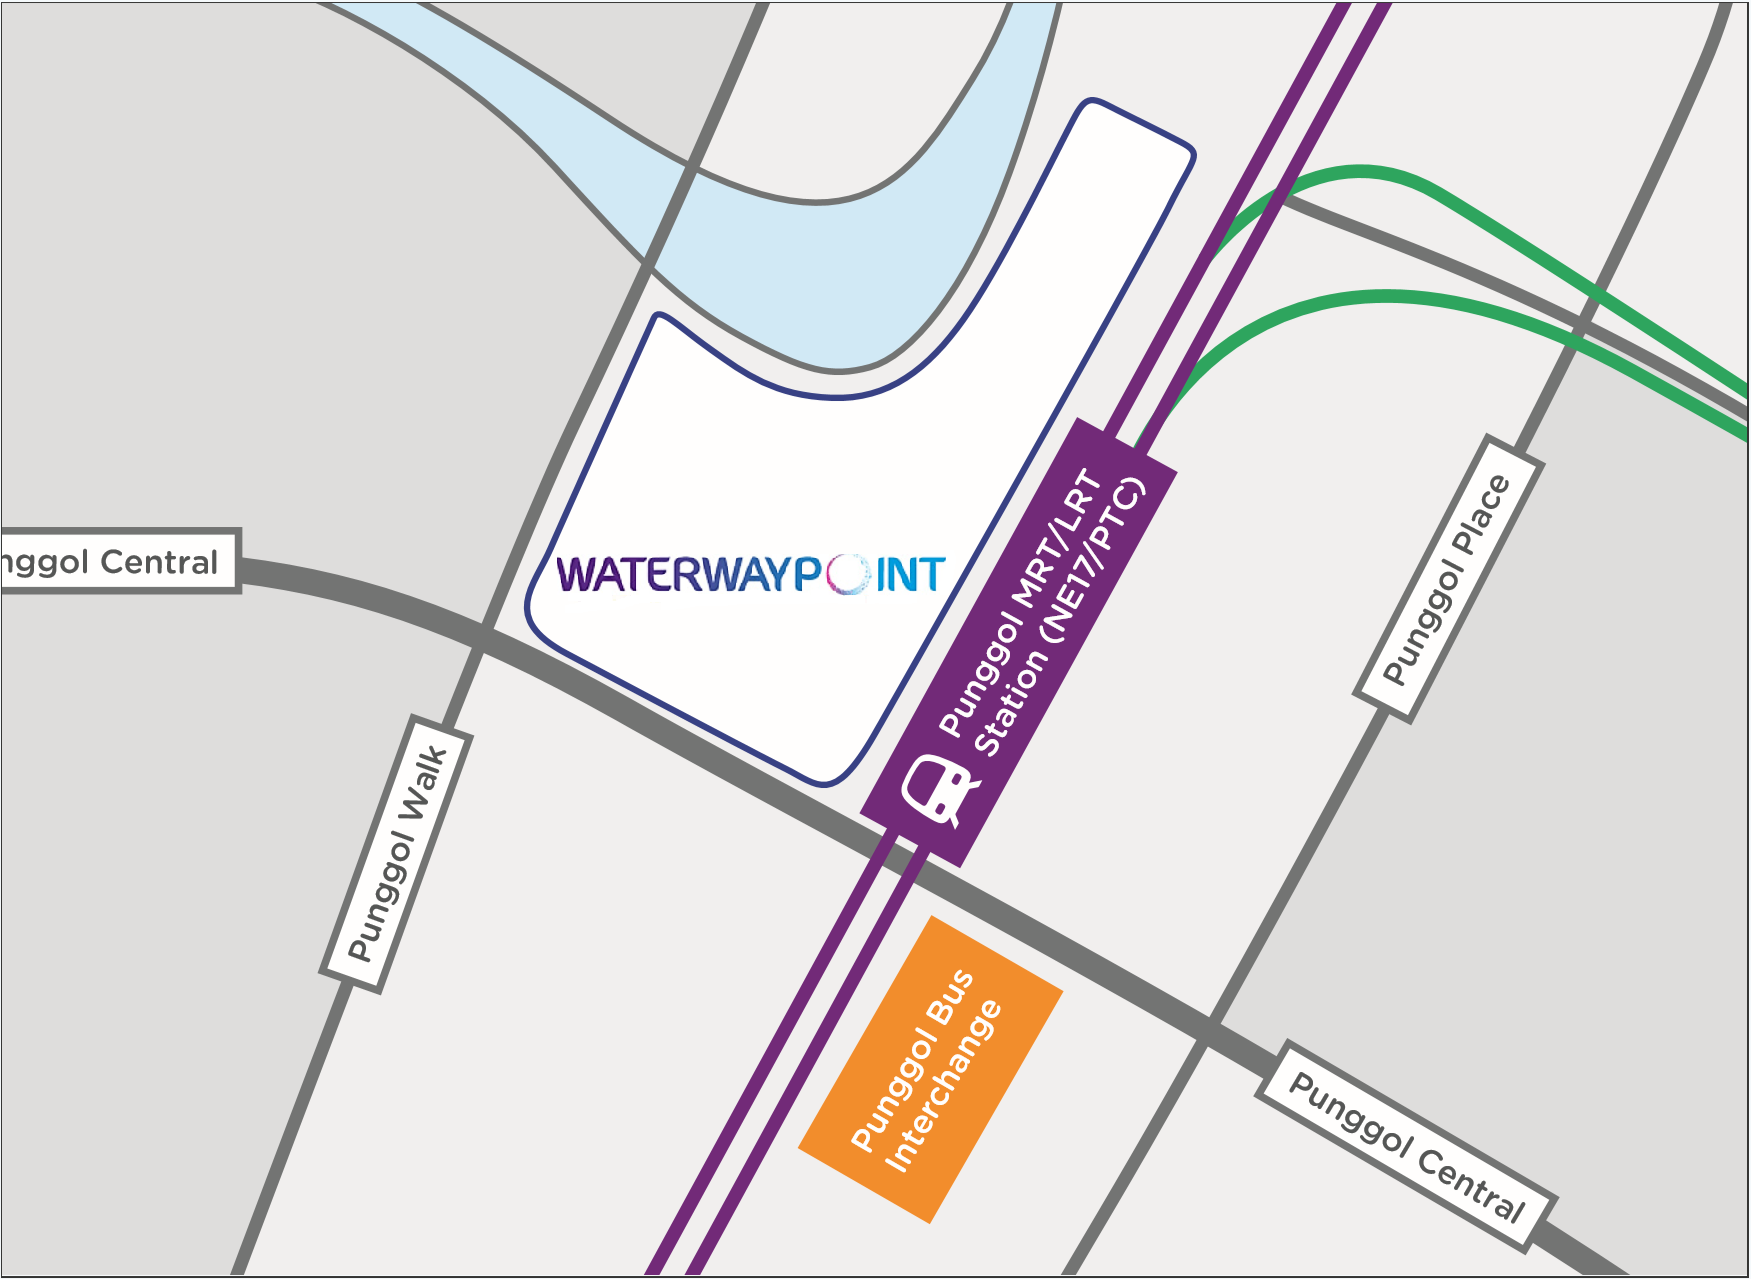 nggol Central
WATERWAYPOINT
Punggol MRT/LRT
Station (NE17/PTC)
Punggol Place
Punggol Walk
Punggol Bus
Interchange
Punggol Central